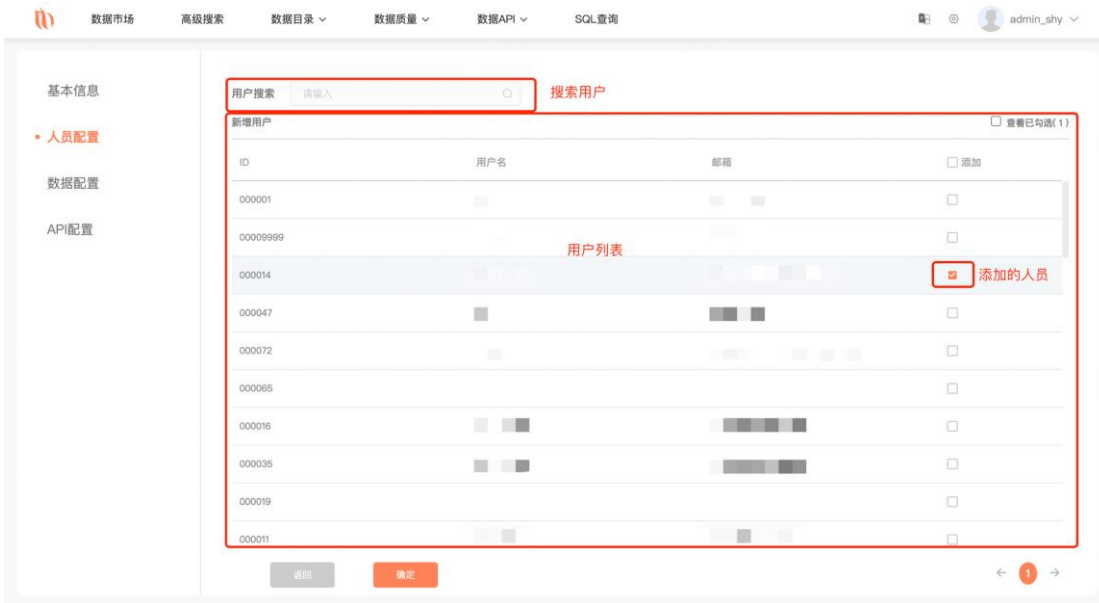 数据市场 高级搜索 数据目录 数据质量 数据API SQL查询 admin_shy
基本信息
人员配置
数据配置
API配置
用户搜索 请输入 搜索用户
新增用户 查看已勾选(1)
ID 用户名 邮箱 添加
000001
00009999
用户列表
000014 添加的人员
000047
000072
000065
000016
000035
000019
000011
返回 确定 1